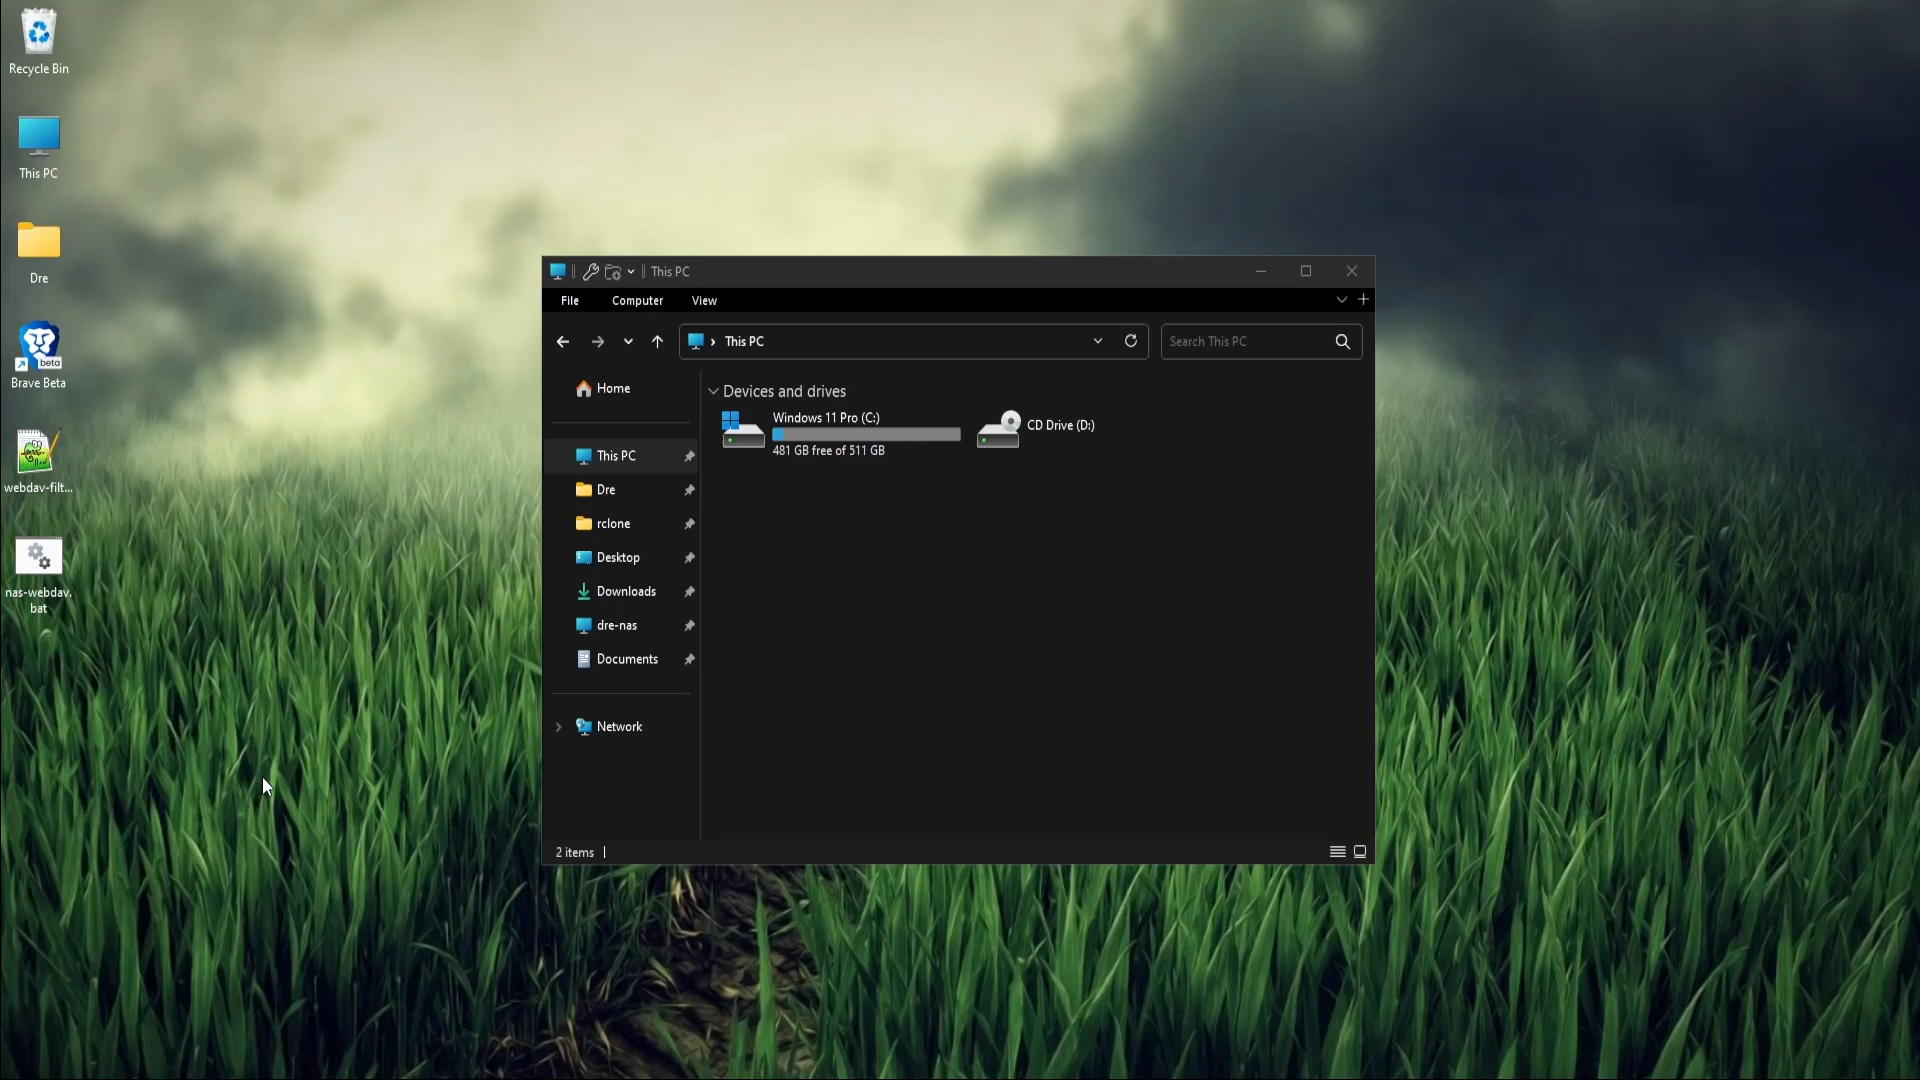 Recycle Bin
This PC
Dre
beta
Brave Beta
webdav-filt...
nas-webdav.
bat
This PC
File Computer View
This PC
Search This PC
Home
This PC
Dre
rclone
Desktop
Downloads
dre-nas
Documents
Network
Devices and drives
Windows 11 Pro (C:)
481 GB free of 511 GB
CD Drive (D:)
2 items